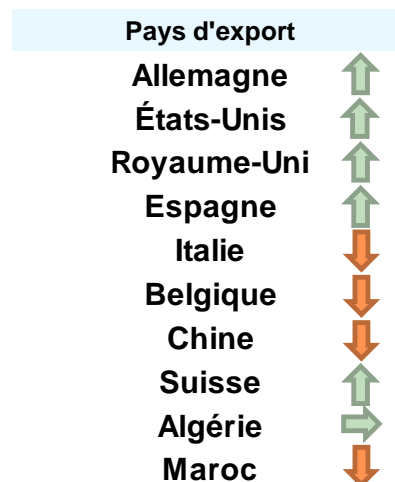 Pays d'export
Allemagne
États-Unis
Royaume-Uni
Espagne
Italie
Belgique
Chine
Suisse
Algérie
Maroc